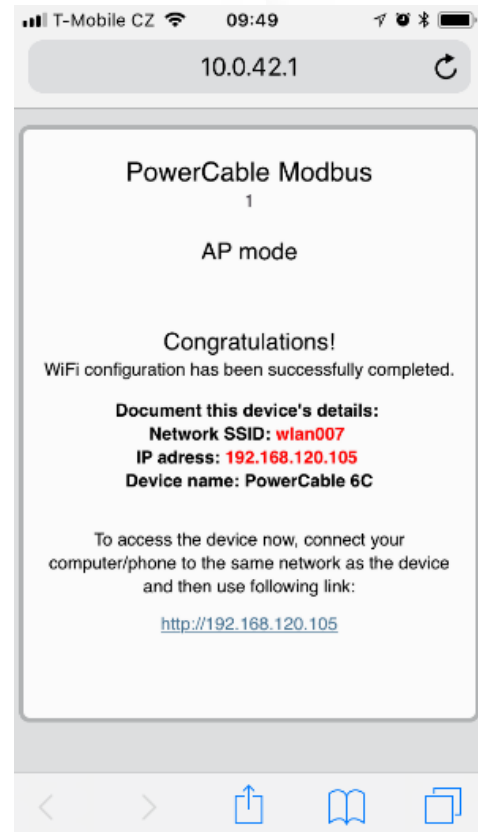 T-Mobile CZ 09:49
10.0.42.1
PowerCable Modbus
1
AP mode
Congratulations!
WiFi configuration has been successfully completed.
Document this device's details:
Network SSID: wlan007
IP adress: 192.168.120.105
Device name: PowerCable 6C
To access the device now, connect your
computer/phone to the same network as the device
and then use following link:
http://192.168.120.105